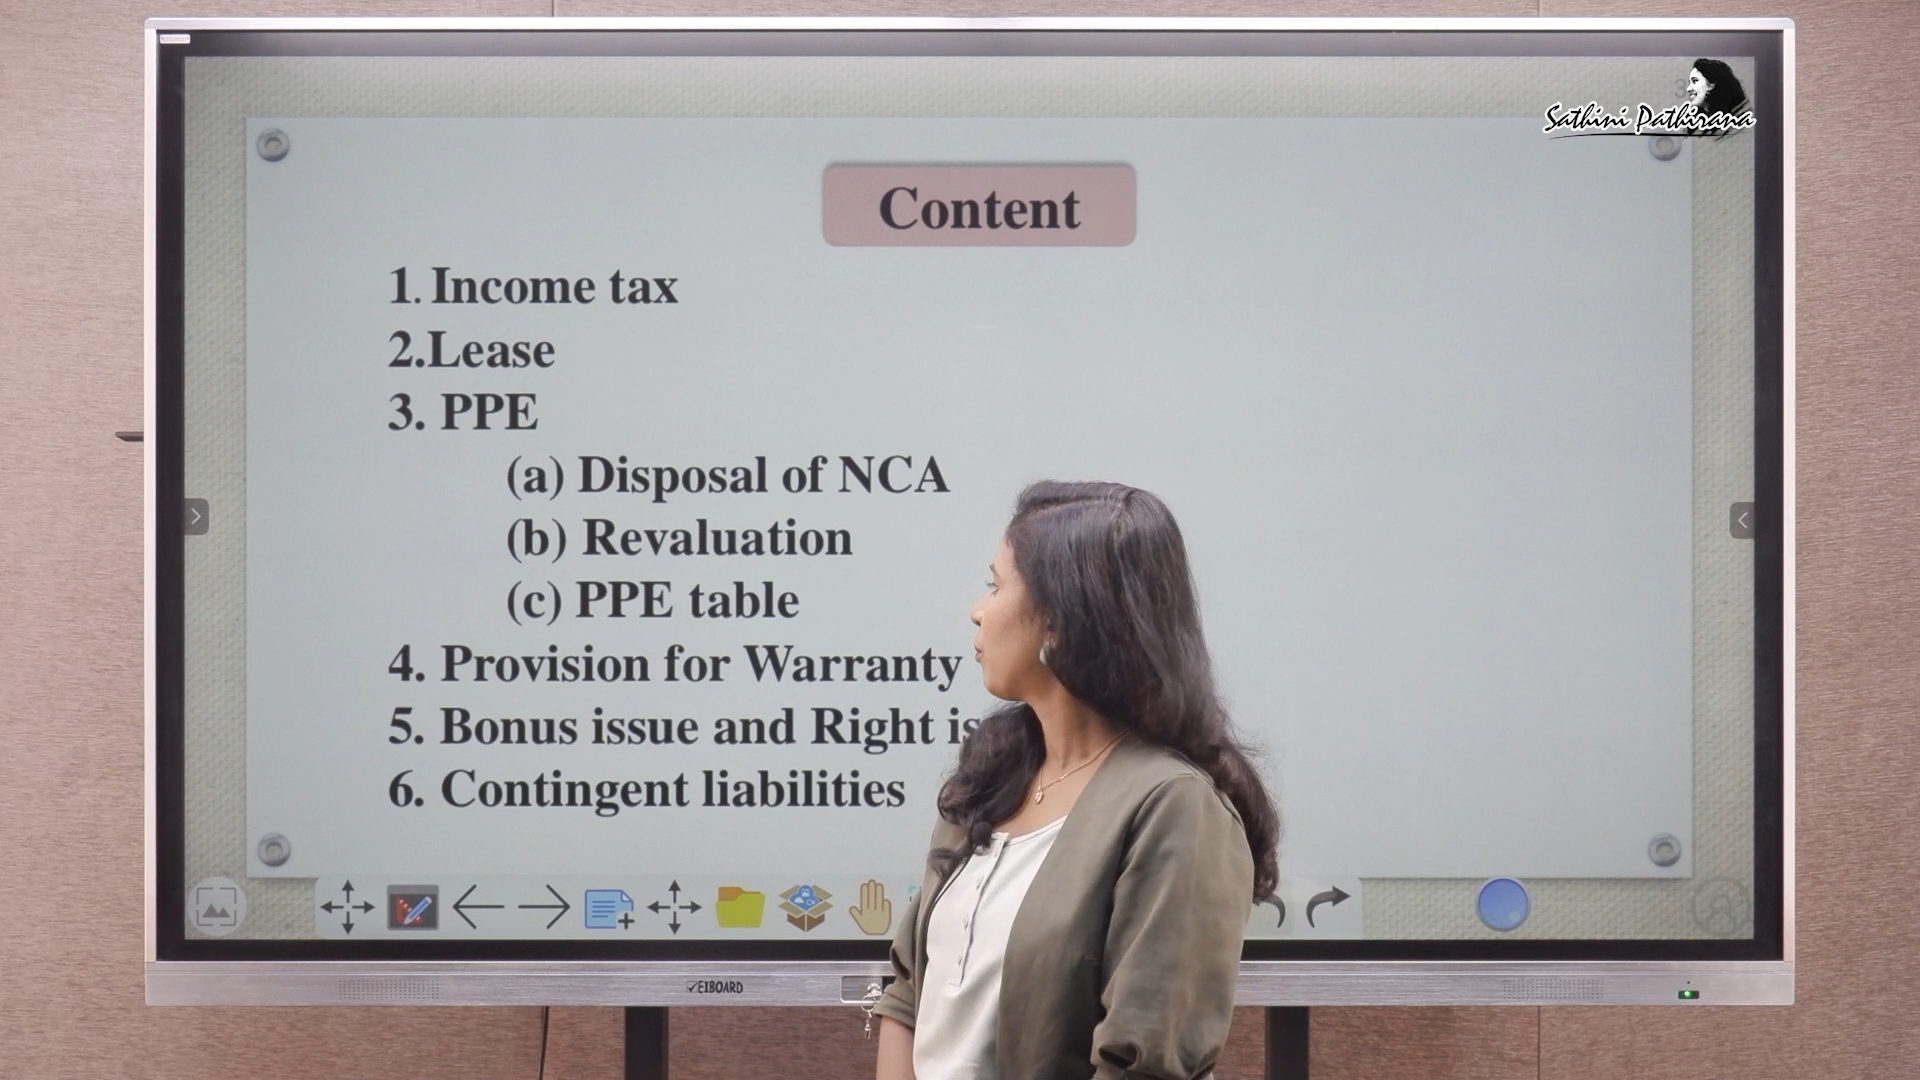 Sathini Pathirana
Content
1. Income tax
2.Lease
3. PPE
(a) Disposal of NCA
(b) Revaluation
(c) PPE table
4. Provision for Warranty
5. Bonus issue and Right is
6. Contingent liabilities
EIBOARD